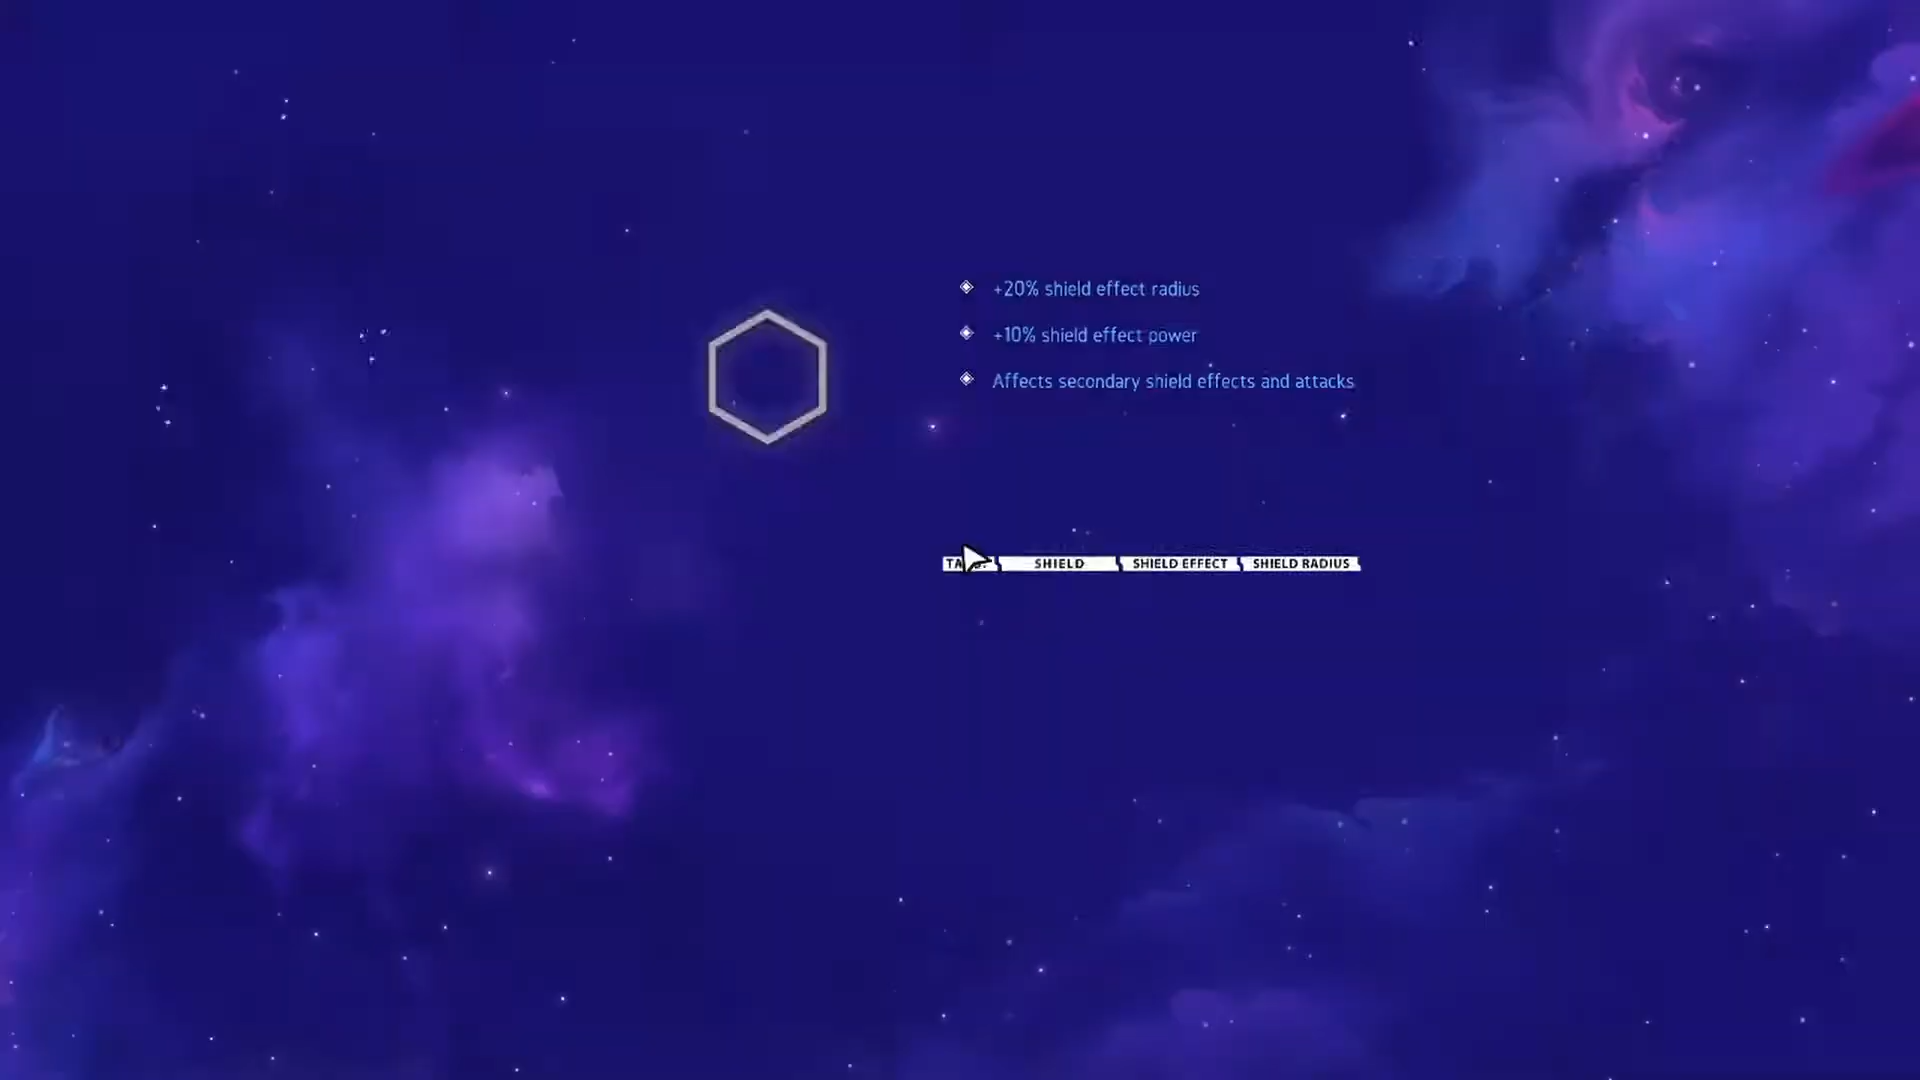 +20% shield effect radius
+10% shield effect power
Affects secondary shield effects and attacks
SHIELD SHIELD EFFECT SHIELD RADIUS